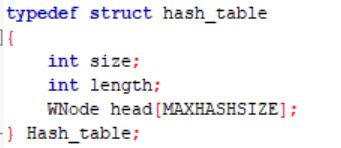 typedef struct hash_table
{
    int size;
    int length;
    WNode head[MAXHASHSIZE];
} Hash_table;